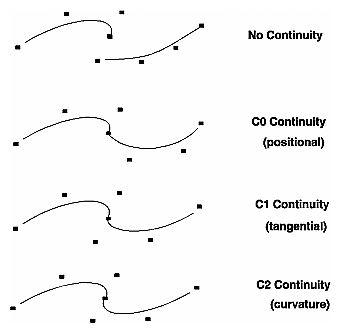 No Continuity
C0 Continuity
(positional)
C1 Continuity
(tangential)
C2 Continuity
(curvature)